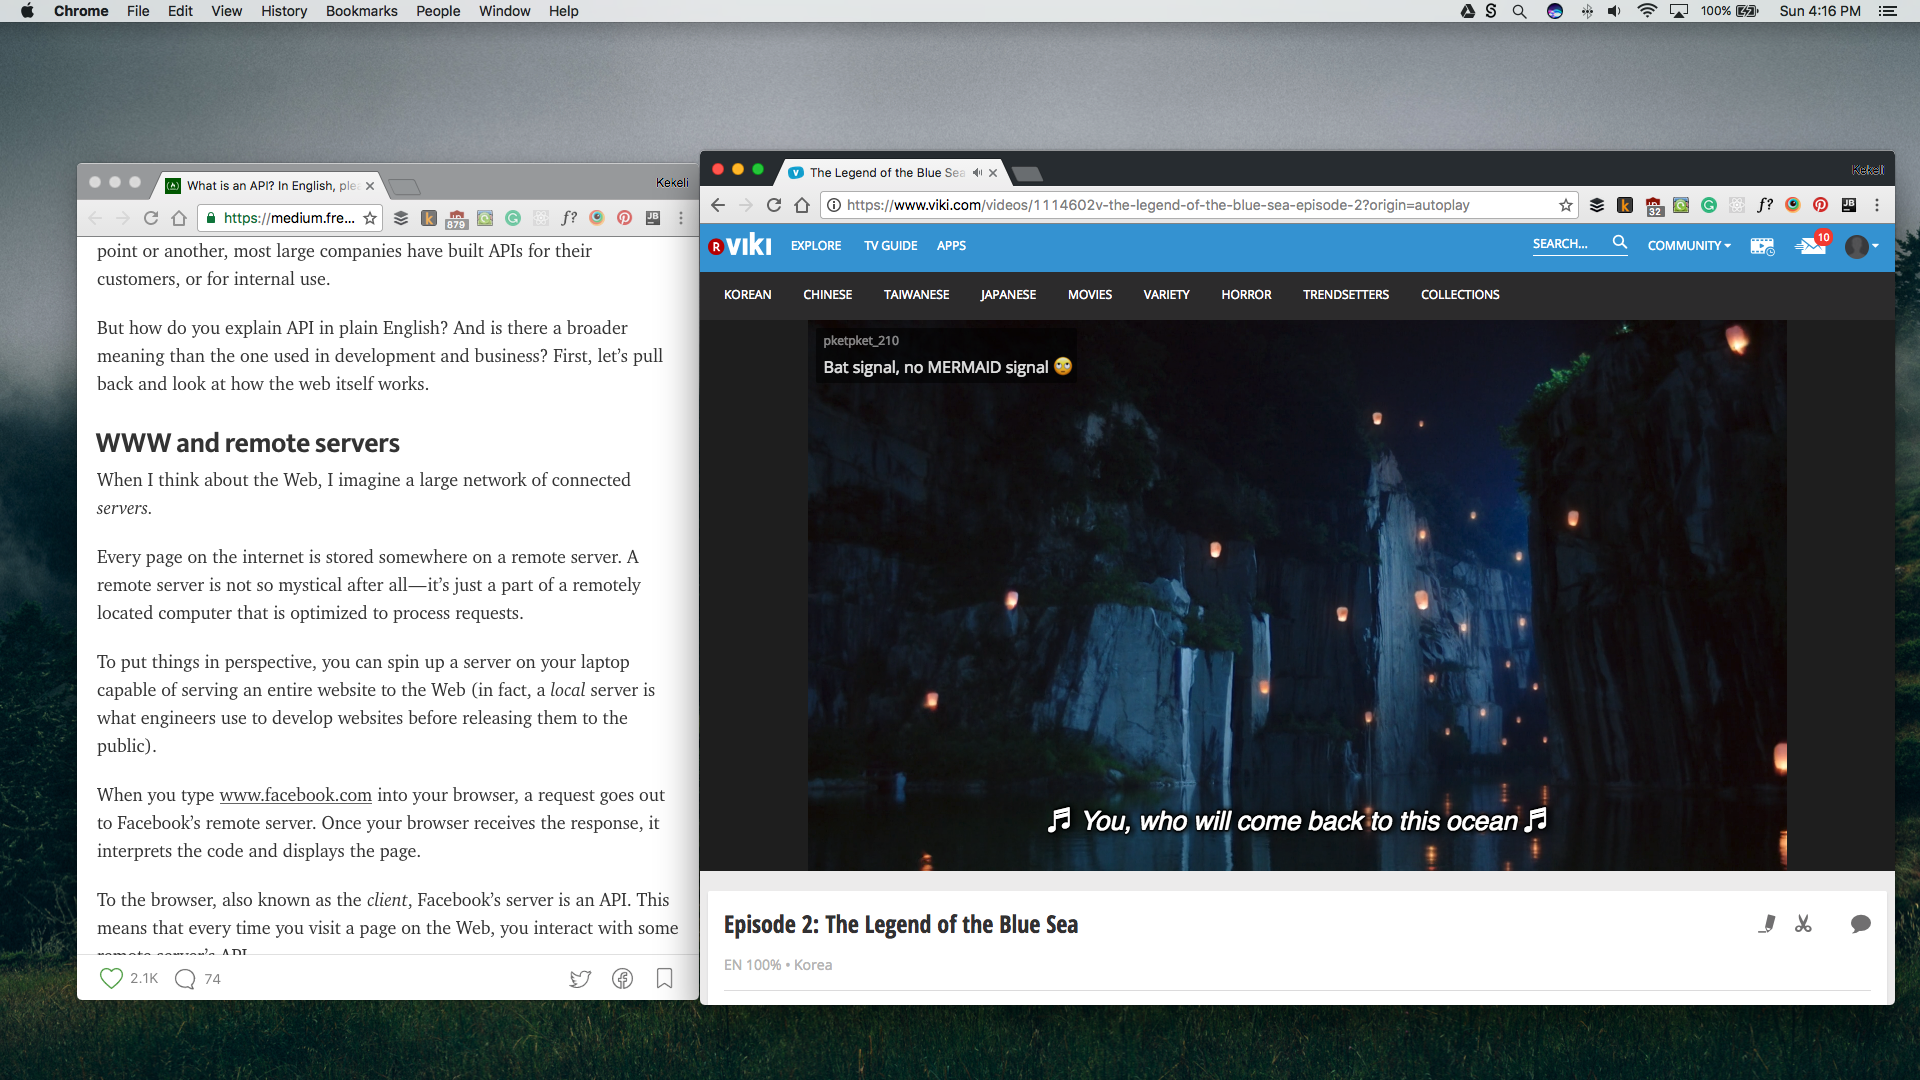 Chrome File Edit View History Bookmarks People Window Help
100% Sun 4:16 PM
What is an API? In English, ple
Kekeli
https://medium.fre...
879
f?
JB
point or another, most large companies have built APIs for their
customers, or for internal use.
But how do you explain API in plain English? And is there a broader
meaning than the one used in development and business? First, let’s pull
back and look at how the web itself works.
WWW and remote servers
When I think about the Web, I imagine a large network of connected
servers.
Every page on the internet is stored somewhere on a remote server. A
remote server is not so mystical after all—it’s just a part of a remotely
located computer that is optimized to process requests.
To put things in perspective, you can spin up a server on your laptop
capable of serving an entire website to the Web (in fact, a local server is
what engineers use to develop websites before releasing them to the
public).
When you type www.facebook.com into your browser, a request goes out
to Facebook’s remote server. Once your browser receives the response, it
interprets the code and displays the page.
To the browser, also known as the client, Facebook’s server is an API. This
means that every time you visit a page on the Web, you interact with some
remote server’s API.
2.1K 74
The Legend of the Blue Sea
Kekeli
https://www.viki.com/videos/1114602v-the-legend-of-the-blue-sea-episode-2?origin=autoplay
k
32
f?
JB
R VIKI EXPLORE TV GUIDE APPS SEARCH... COMMUNITY 10
KOREAN CHINESE TAIWANESE JAPANESE MOVIES VARIETY HORROR TRENDSETTERS COLLECTIONS
pketpket_210
Bat signal, no MERMAID signal 🙄
♬ You, who will come back to this ocean ♬
Episode 2: The Legend of the Blue Sea
EN 100% • Korea